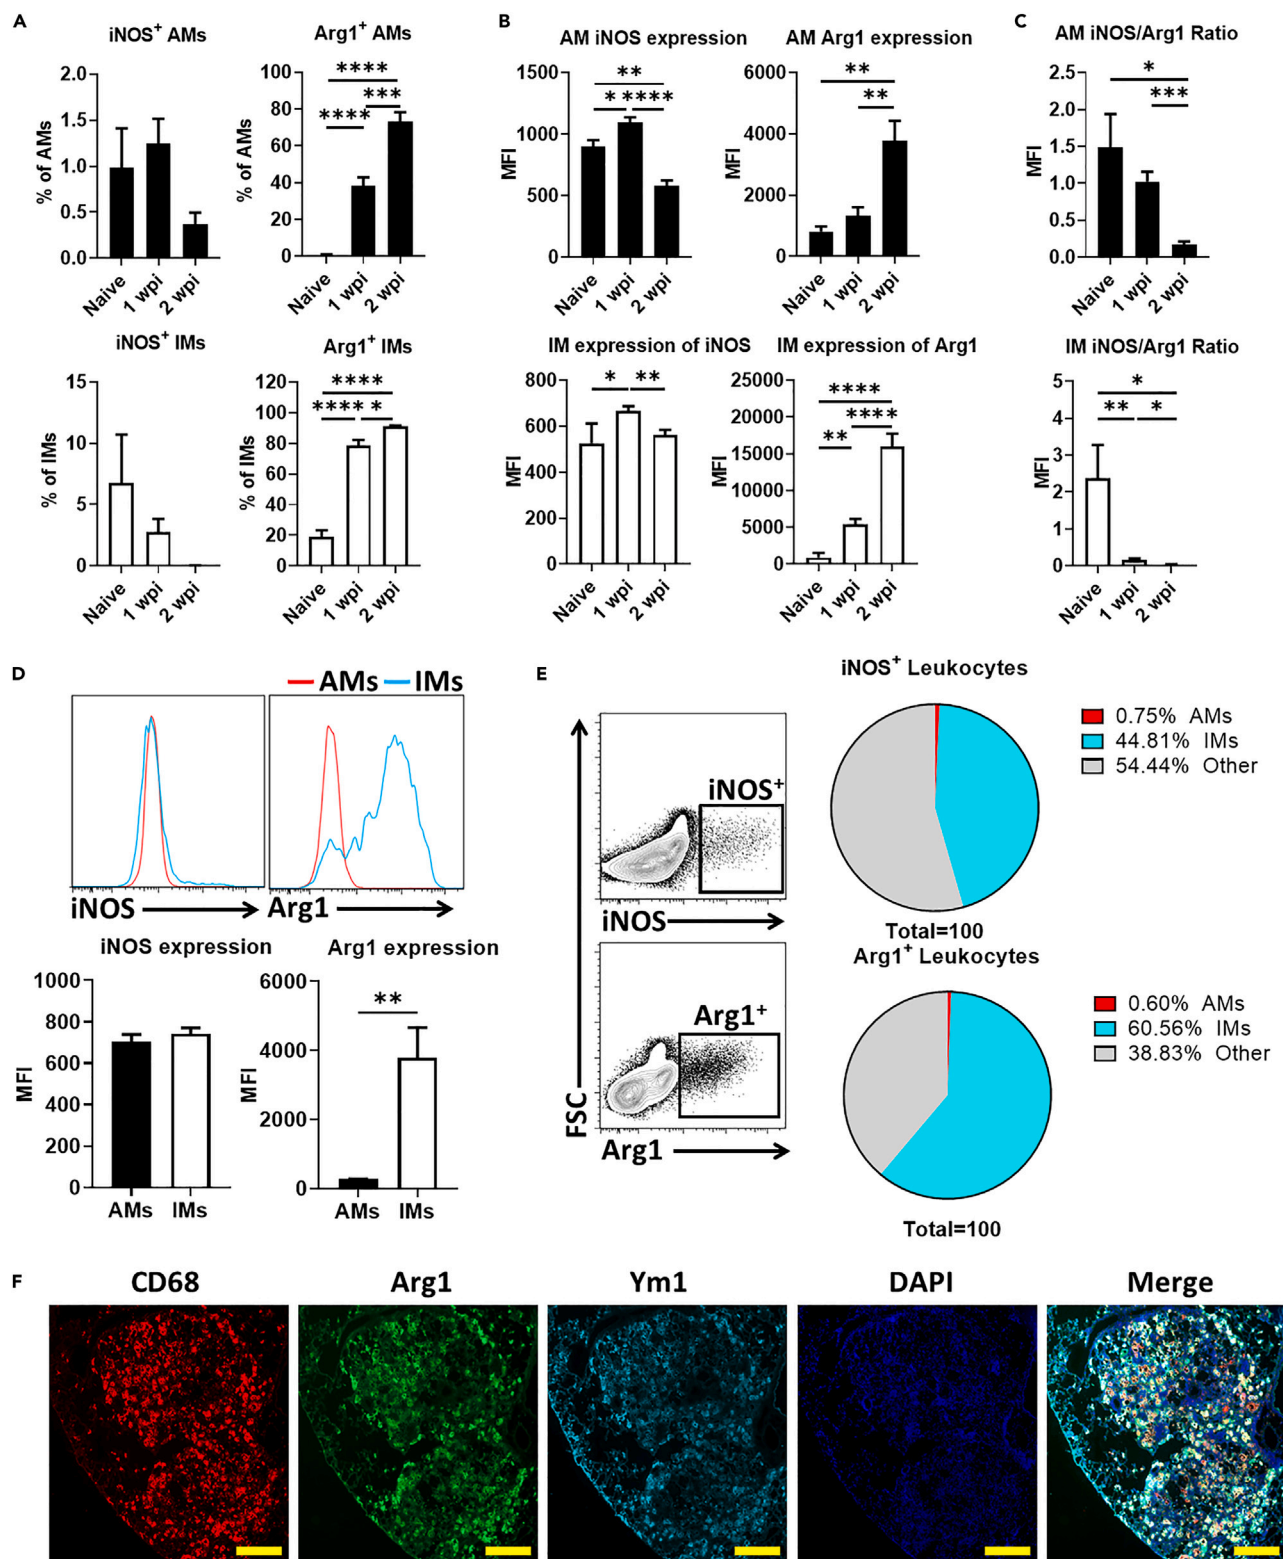 A
iNOS⁺ AMs
% of AMs
2.0
1.5
1.0
0.5
0.0
Naive
1 wpi
2 wpi
Arg1⁺ AMs
% of AMs
100
80
60
40
20
0
****
****
***
Naive
1 wpi
2 wpi
iNOS⁺ IMs
% of IMs
15
10
5
0
Naive
1 wpi
2 wpi
Arg1⁺ IMs
% of IMs
120
100
80
60
40
20
0
****
**** *
Naive
1 wpi
2 wpi
B
AM iNOS expression
MFI
1500
1000
500
0
**
* ****
Naive
1 wpi
2 wpi
AM Arg1 expression
MFI
6000
4000
2000
0
**
**
Naive
1 wpi
2 wpi
IM expression of iNOS
MFI
800
600
400
200
0
* **
Naive
1 wpi
2 wpi
IM expression of Arg1
MFI
25000
20000
15000
10000
5000
0
****
****
**
Naive
1 wpi
2 wpi
C
AM iNOS/Arg1 Ratio
MFI
2.5
2.0
1.5
1.0
0.5
0.0
*
***
Naive
1 wpi
2 wpi
IM iNOS/Arg1 Ratio
MFI
5
4
3
2
1
0
*
** *
Naive
1 wpi
2 wpi
D
AMs IMs
iNOS
Arg1
iNOS expression
MFI
1000
800
600
400
200
0
AMs IMs
Arg1 expression
MFI
6000
4000
2000
0
**
AMs IMs
E
FSC
iNOS⁺
iNOS
Arg1⁺
Arg1
iNOS⁺ Leukocytes
0.75% AMs
44.81% IMs
54.44% Other
Total=100
Arg1⁺ Leukocytes
0.60% AMs
60.56% IMs
38.83% Other
Total=100
F
CD68 Arg1 Ym1 DAPI Merge